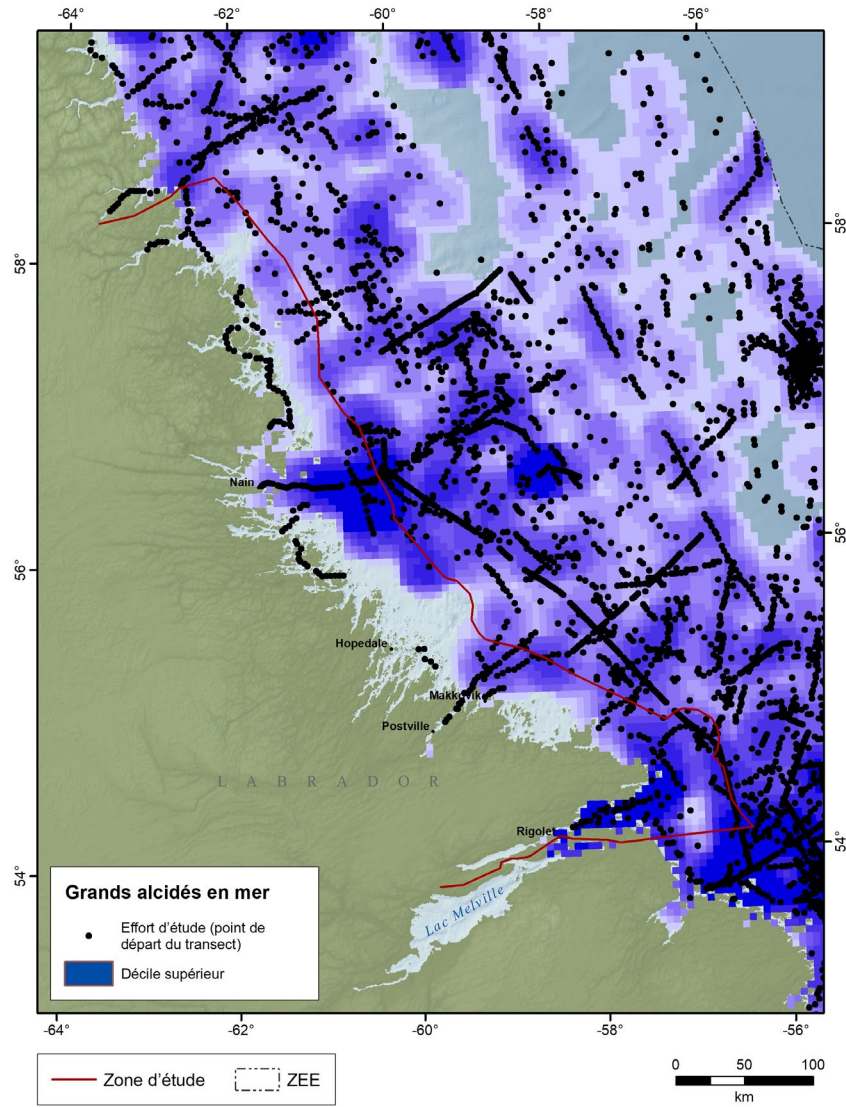 -64° -62° -60° -58° -56°
58° 58°
Nain
56° 56°
Hopedale
Makkovik
Postville
LABRADOR
Rigolet
54° 54°
Lac Melville
Grands alcidés en mer
Effort d'étude (point de
départ du transect)
Décile supérieur
-64° -62° -60° -58° -56°
Zone d'étude ZEE
0 50 100
km